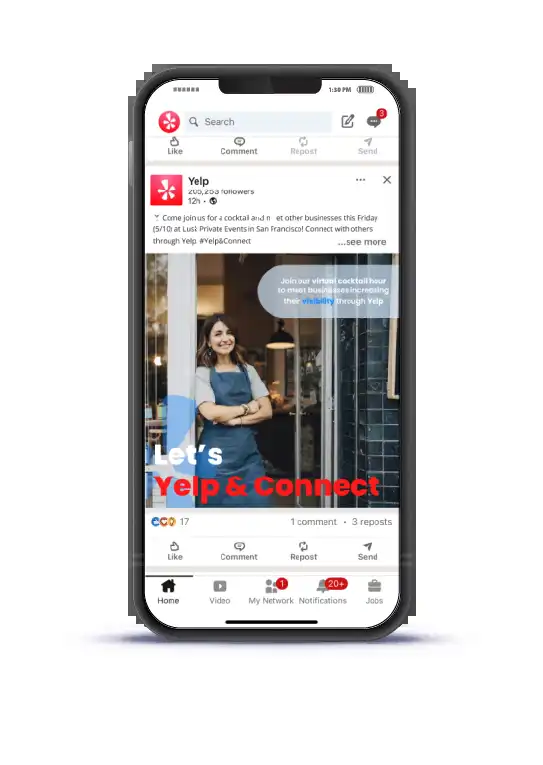 1:30 PM
Search
3
Like Comment Repost Send
Yelp
205,253 followers
12h •
Come join us for a cocktail and et other businesses this Friday
(5/10) at Lusk Private Events in San Francisco! Connect with others
through Yelp. #Yelp&Connect
...see more
Join our virtual cocktail hour
to meet businesses increasing
their visibility through Yelp
Let's
Yelp & Connect
17 1 comment • 3 reposts
Like Comment Repost Send
1 20+
Home Video My Network Notifications Jobs